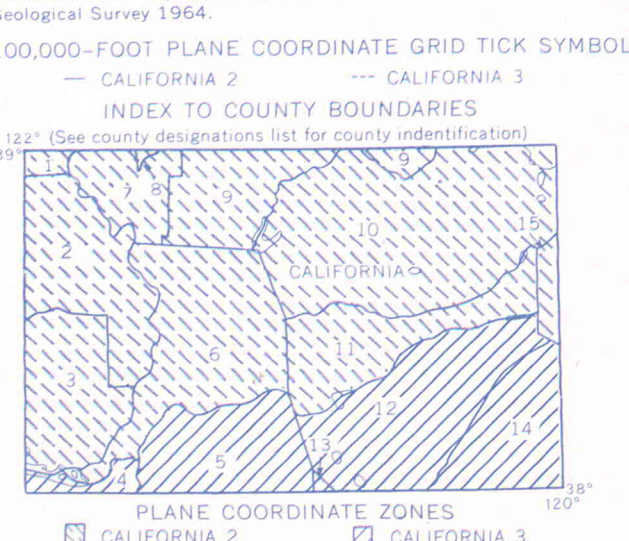 Geological Survey 1964.
100,000-FOOT PLANE COORDINATE GRID TICK SYMBOL
— CALIFORNIA 2 --- CALIFORNIA 3
INDEX TO COUNTY BOUNDARIES
122° (See county designations list for county indentification)
39°
1
7
8
9
9
2
10
15
CALIFORNIA
6
11
3
12
13
14
5
4
38°
120°
PLANE COORDINATE ZONES
CALIFORNIA 2 CALIFORNIA 3